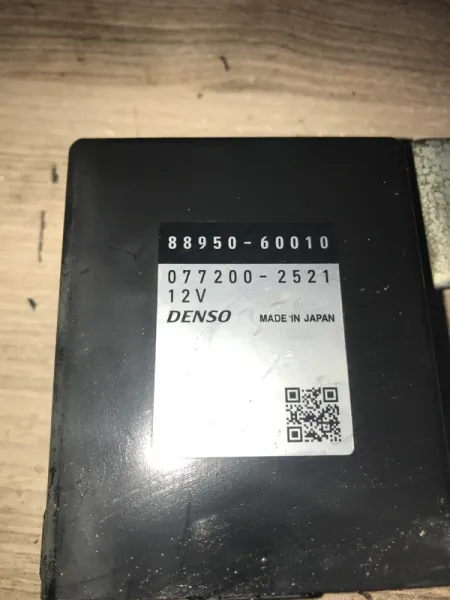 88950-60010
077200-2521
12V
DENSO MADE IN JAPAN